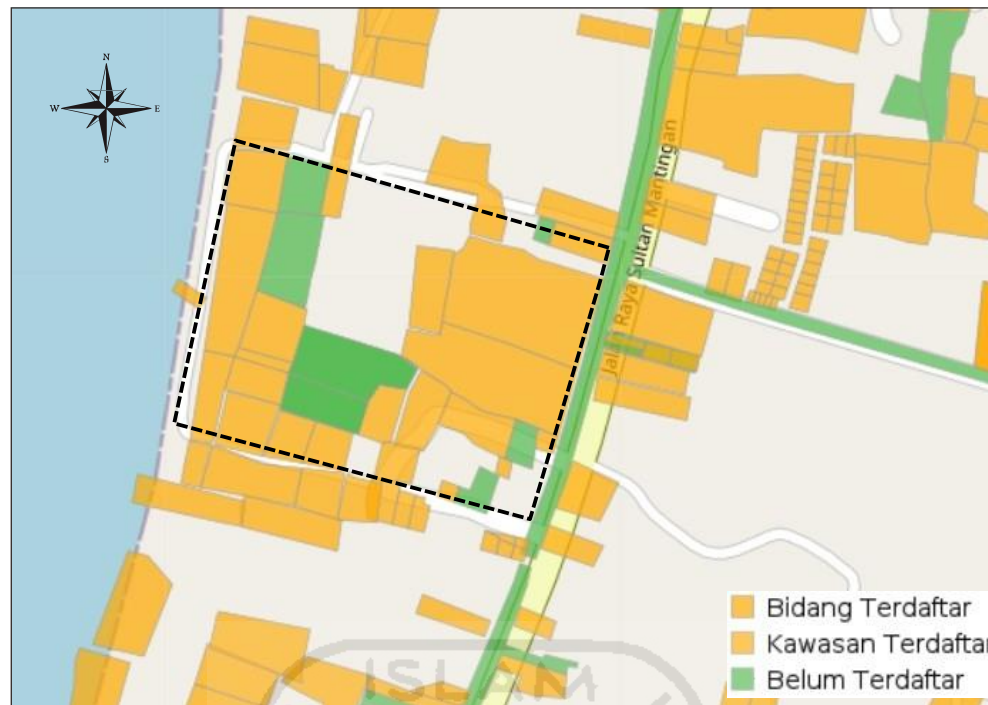 N
W E
S
Jalan Raya Sultan Mantingan
Bidang Terdaftar
Kawasan Terdaftar
Belum Terdaftar
ISLAM